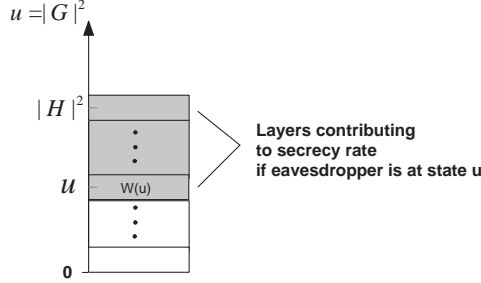 u =| G |²
| H |²
Layers contributing
to secrecy rate
if eavesdropper is at state u
u
W(u)
0